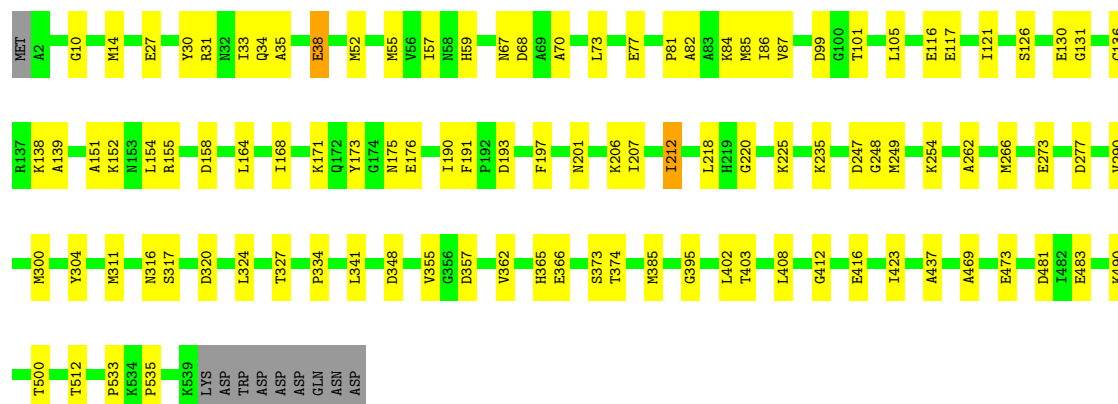 MET A2 G10 M14 E27 Y30 R31 N32 I33 Q34 A35 E38 M52 M55 V56 I57 N58 H59 N67 D68 A69 A70 L73 E77 P81 A82 A83 K84 M85 I86 V87 D99 G100 T101 L105 E116 E117 I121 S126 E130 G131 G136
R137 K138 A139 A151 K152 N153 L154 R155 D158 L164 I168 K171 Q172 Y173 G174 N175 E176 I190 F191 P192 D193 F197 N201 K206 I207 I212 L218 H219 G220 K225 K235 D247 G248 M249 K254 A262 M266 E273 D277 V290
M300 Y304 M311 N316 S317 D320 L324 T327 P334 L341 D348 V355 G356 D357 V362 H365 E366 S373 T374 M385 G395 L402 T403 L408 G412 E416 I423 A437 A469 E473 D481 I482 E483 K490
T500 T512 P533 K534 P535 K539 LYS ASP TRP ASP ASP ASP GLN ASN ASP